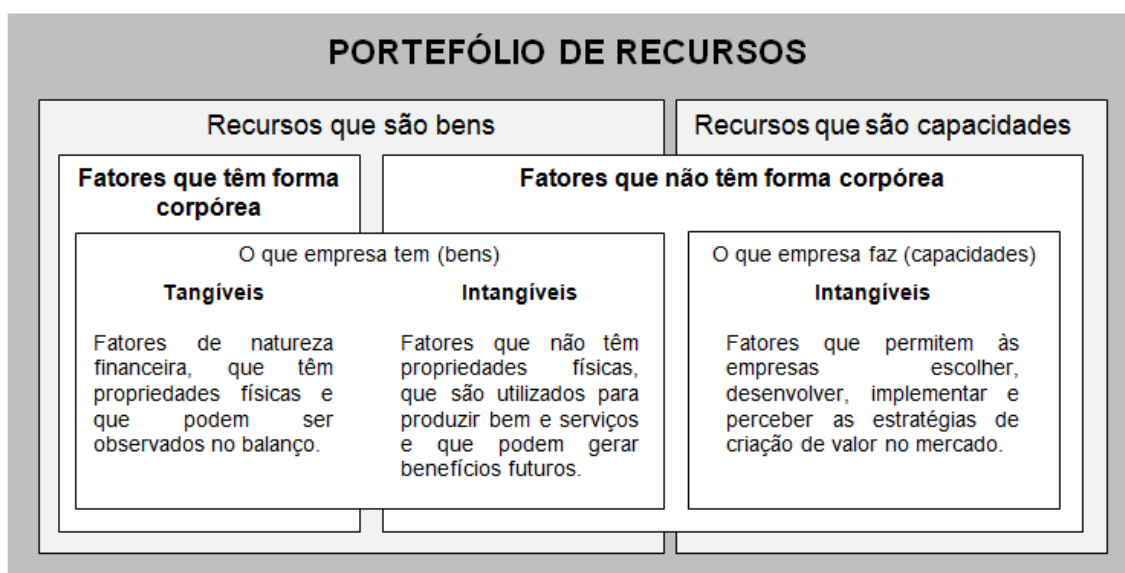 PORTEFÓLIO DE RECURSOS
Recursos que são bens
Recursos que são capacidades
Fatores que têm forma
corpórea
Fatores que não têm forma corpórea
O que empresa tem (bens)
Tangíveis
Fatores de natureza
financeira, que têm
propriedades físicas e
que podem ser
observados no balanço.
Intangíveis
Fatores que não têm
propriedades físicas,
que são utilizados para
produzir bem e serviços
e que podem gerar
benefícios futuros.
O que empresa faz (capacidades)
Intangíveis
Fatores que permitem às
empresas escolher,
desenvolver, implementar e
perceber as estratégias de
criação de valor no mercado.